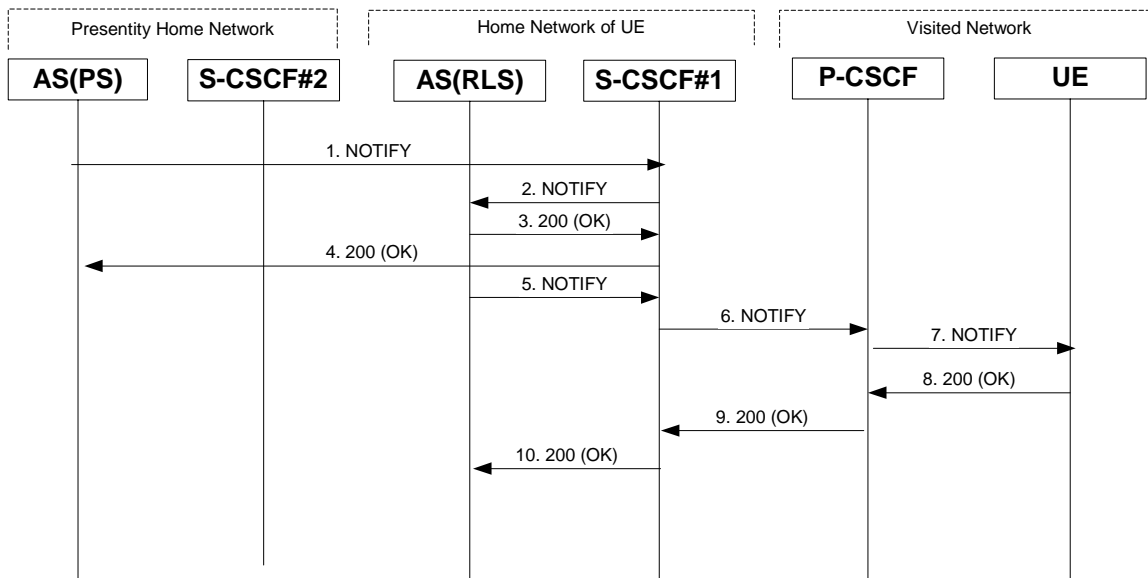 Presentity Home Network
Home Network of UE
Visited Network
AS(PS)
S-CSCF#2
AS(RLS)
S-CSCF#1
P-CSCF
UE
1. NOTIFY
2. NOTIFY
3. 200 (OK)
4. 200 (OK)
5. NOTIFY
6. NOTIFY
7. NOTIFY
8. 200 (OK)
9. 200 (OK)
10. 200 (OK)